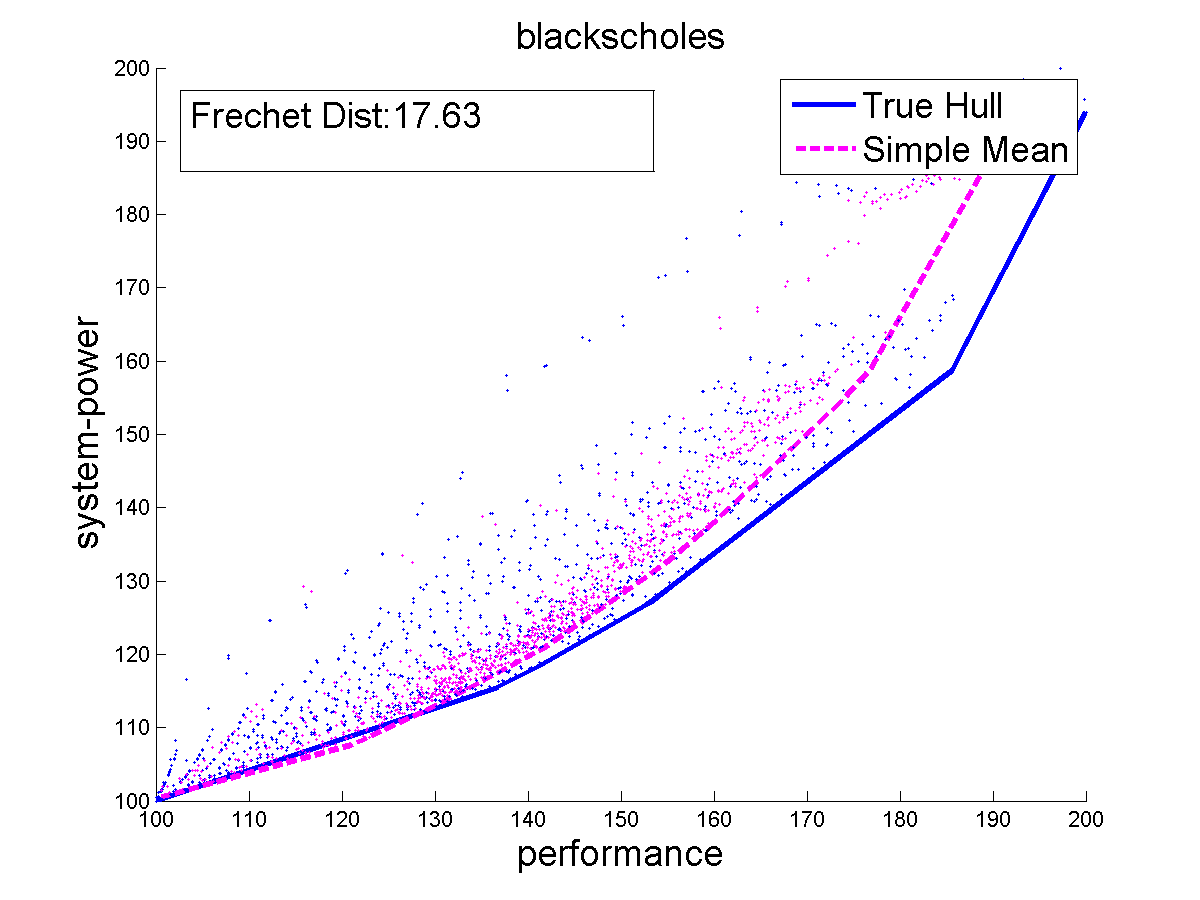 blackscholes
Frechet Dist:17.63
True Hull
Simple Mean
system-power
200
190
180
170
160
150
140
130
120
110
100
100 110 120 130 140 150 160 170 180 190 200
performance